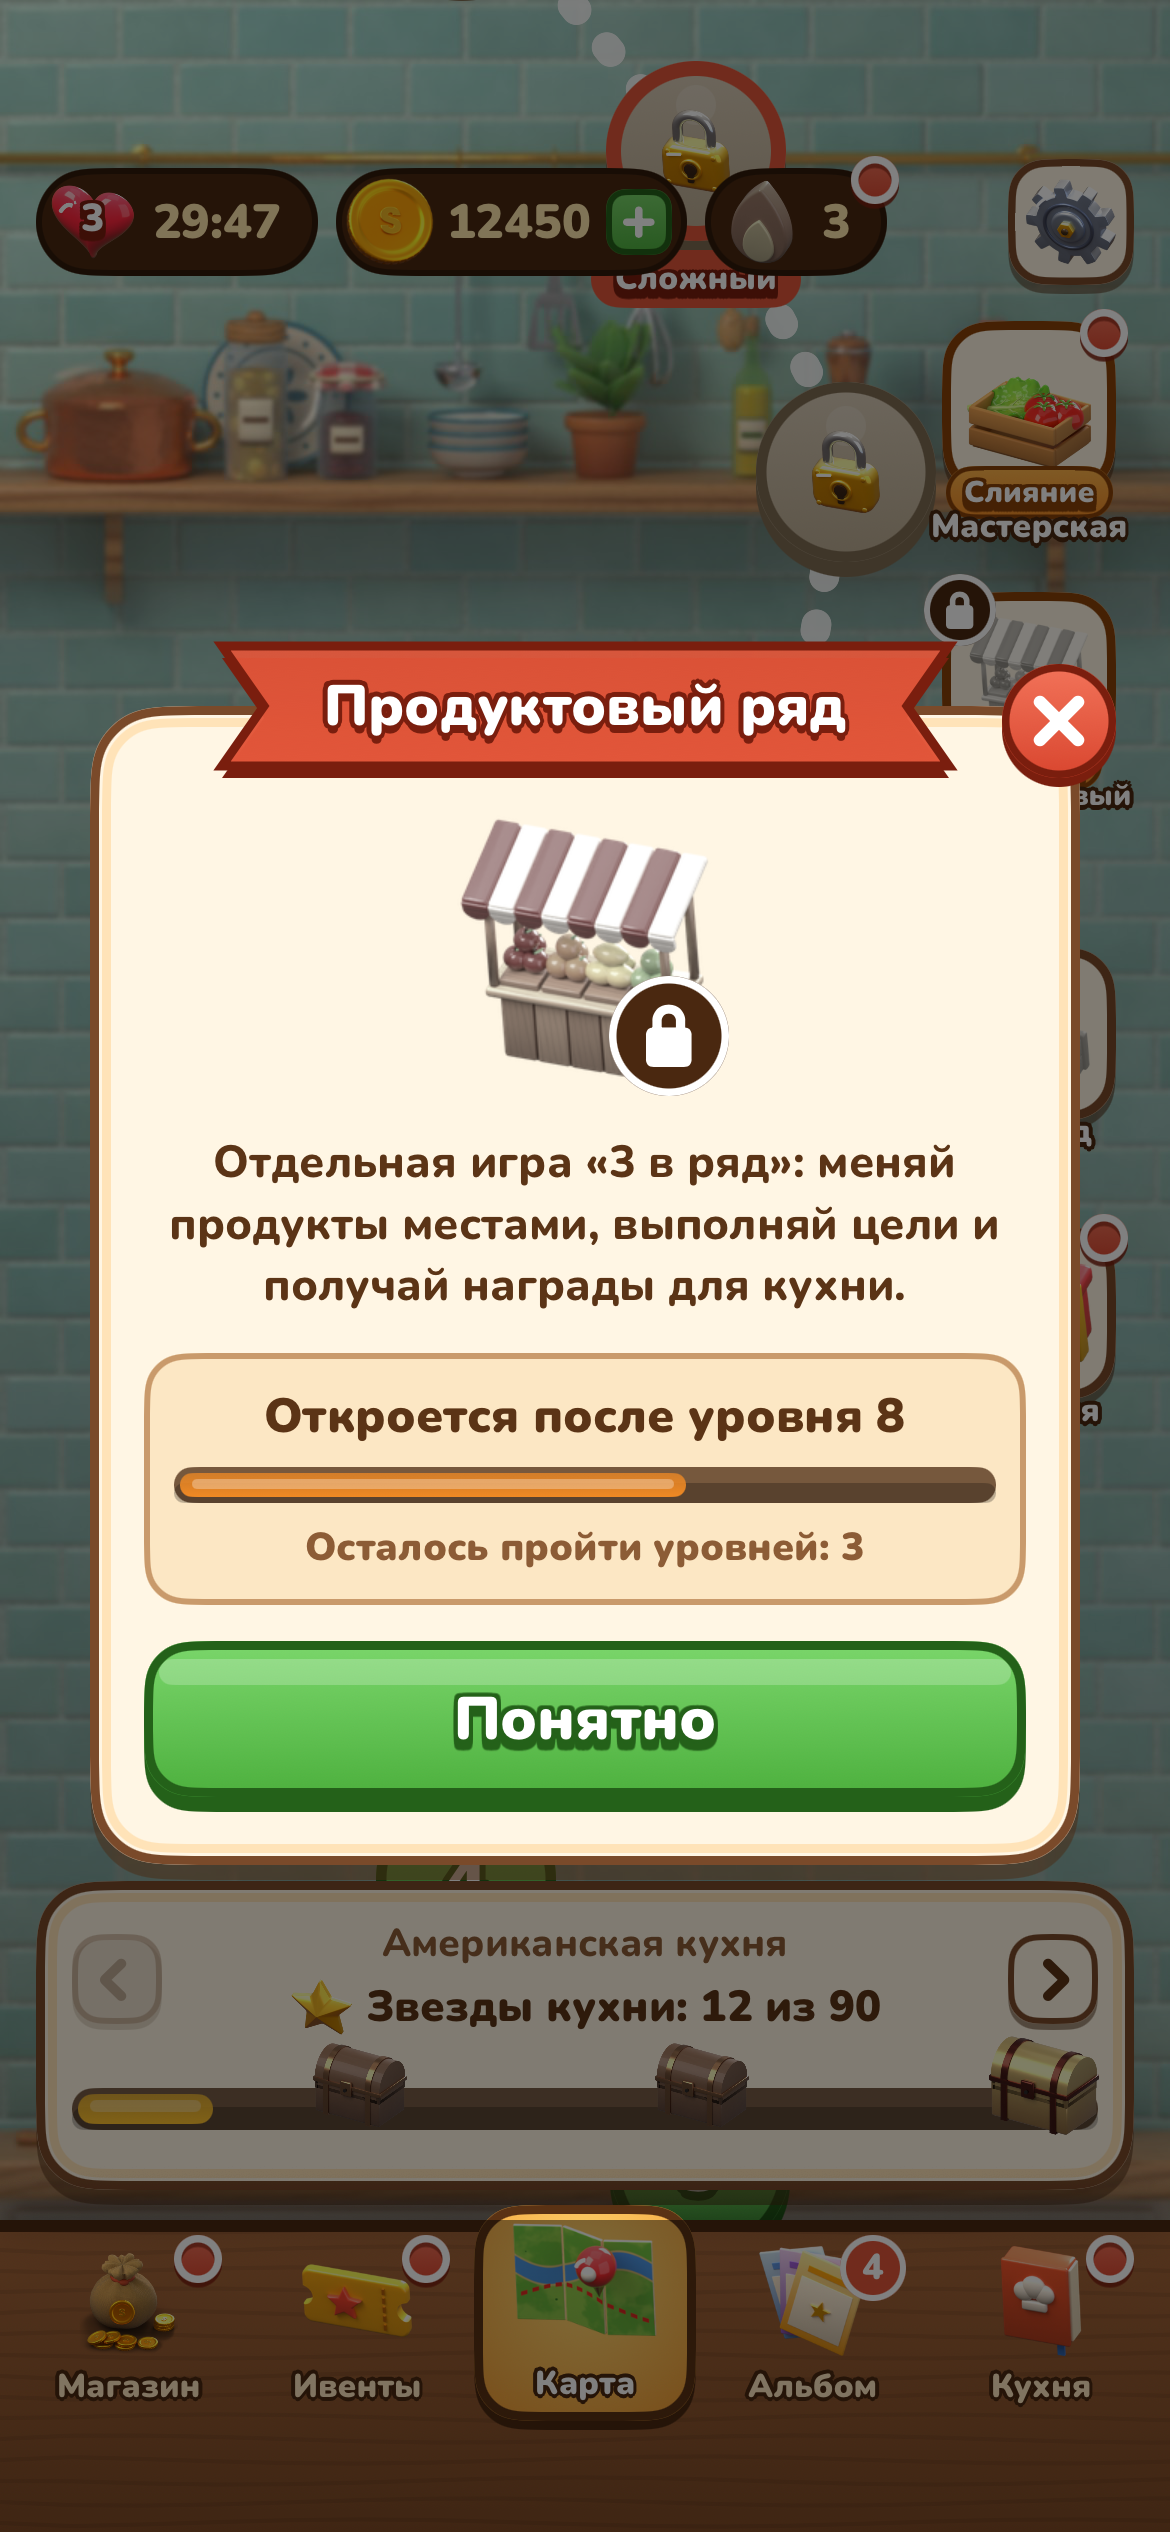 3
29:47
12450
3
Сложный
Слияние
Мастерская
Продуктовый ряд
Отдельная игра «3 в ряд»: меняй
продукты местами, выполняй цели и
получай награды для кухни.
Откроется после уровня 8
Осталось пройти уровней: 3
Понятно
Американская кухня
Звезды кухни: 12 из 90
4
Магазин
Ивенты
Карта
Альбом
Кухня